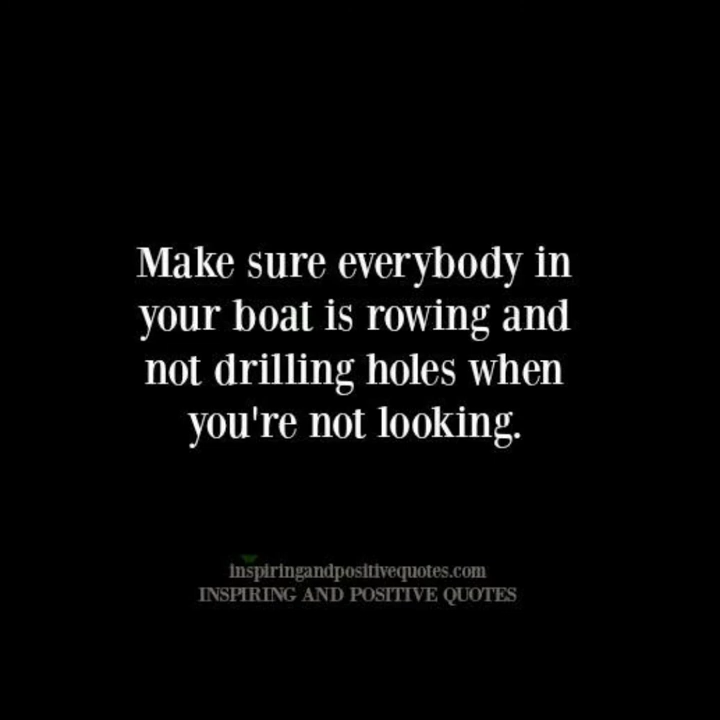 Make sure everybody in
your boat is rowing and
not drilling holes when
you're not looking.
inspiringandpositivequotes.com
INSPIRING AND POSITIVE QUOTES